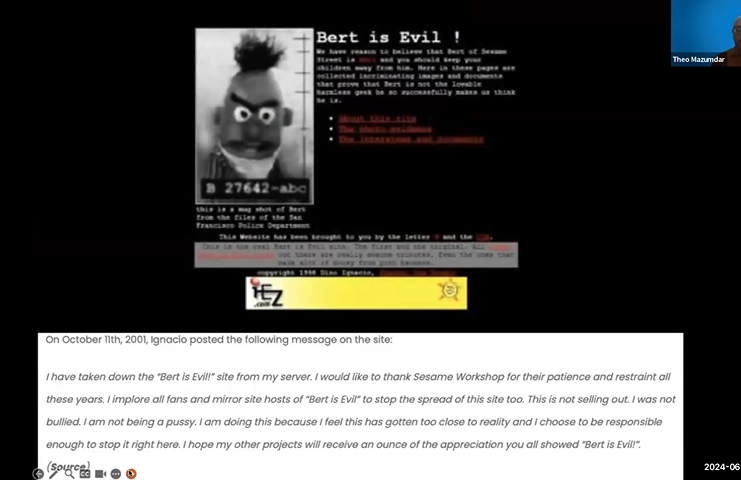 Bert is Evil !
We have reason to believe that Bert of Sesame
Street is evil and you should keep your
children away from him. Here in these pages are
collected incriminating images and documents
that prove that Bert is not the lovable
harmless geek he so successfully makes us think
he is.
About this site
The photo evidence
The interviews and documents
B 27642-abc
this is a mug shot of Bert
from the files of the San
Francisco Police Department
This Website has been brought to you by the letter and the
This is the real Bert is Evil site. The first and the original. All
out there are really awesome tributes. Even the ones that
make alot of money from your banners.
copyright 1998 Dino Ignacio,
Theo Mazumdar
On October 11th, 2001, Ignacio posted the following message on the site:
I have taken down the “Bert is Evil!” site from my server. I would like to thank Sesame Workshop for their patience and restraint all
these years. I implore all fans and mirror site hosts of “Bert is Evil” to stop the spread of this site too. This is not selling out. I was not
bullied. I am not being a pussy. I am doing this because I feel this has gotten too close to reality and I choose to be responsible
enough to stop it right here. I hope my other projects will receive an ounce of the appreciation you all showed “Bert is Evil!”.
(Source)
2024-06